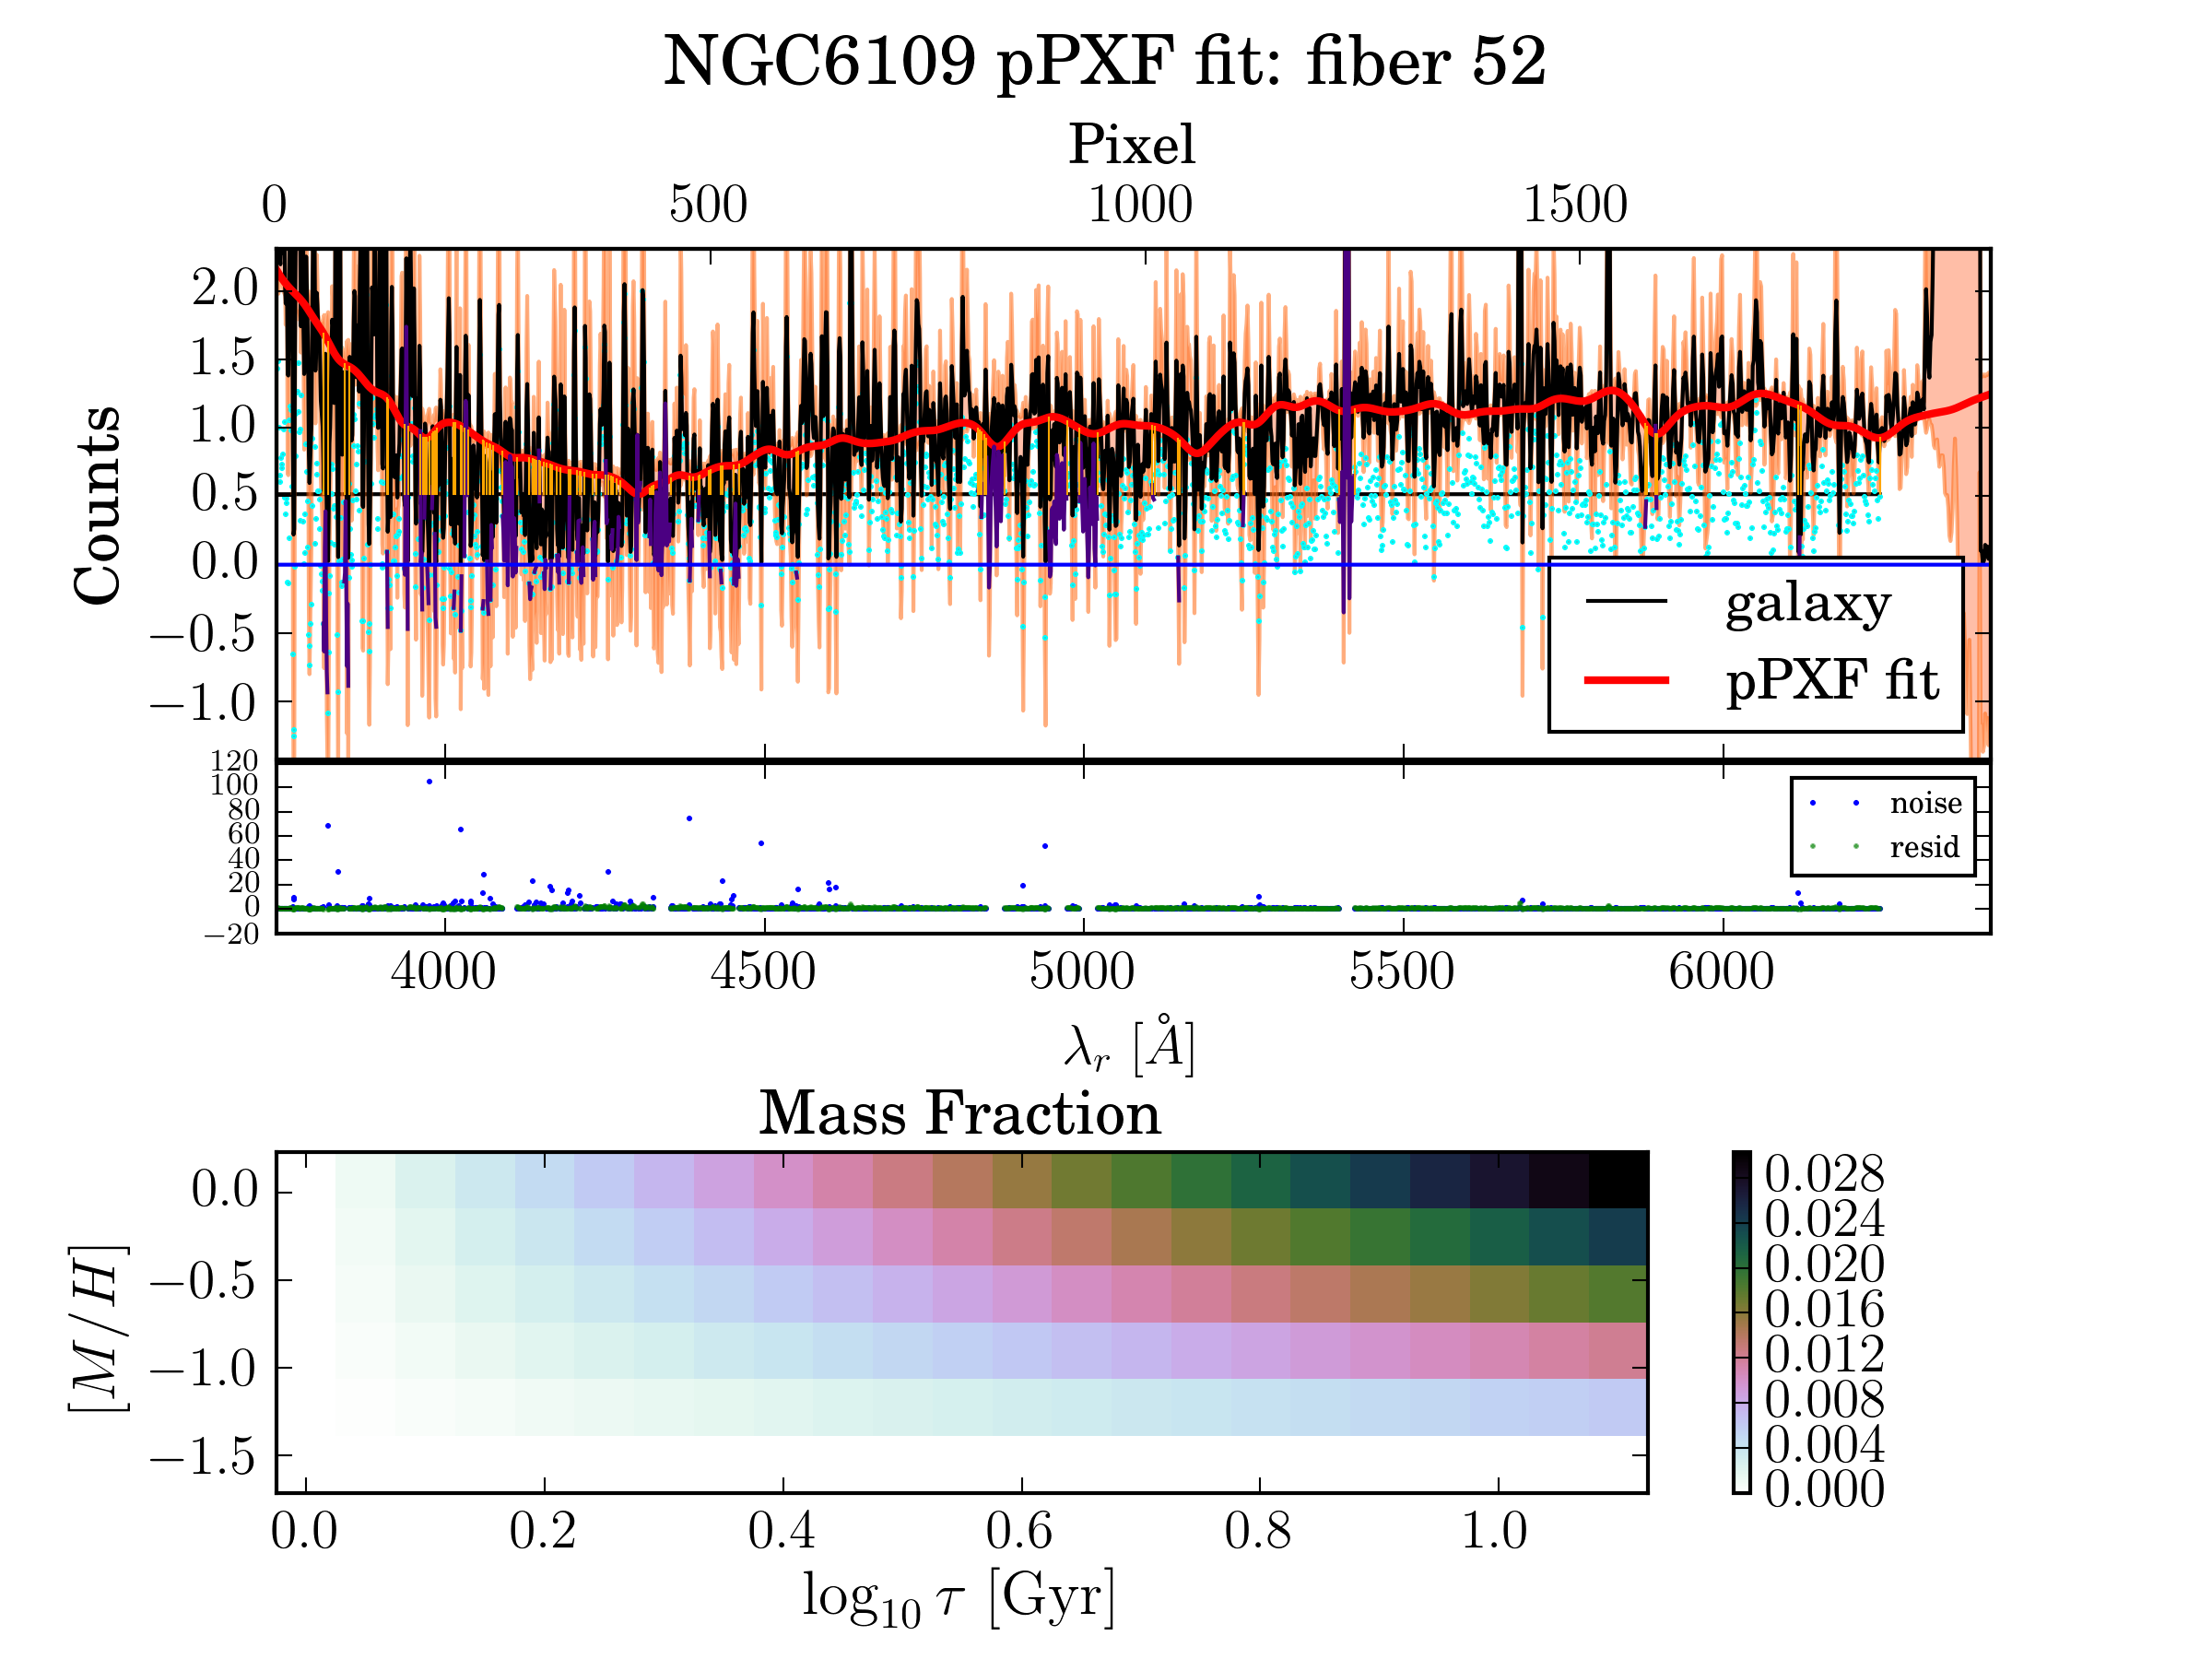 NGC6109 pPXF fit: fiber 52
Pixel
0 500 1000 1500
Counts
2.0
1.5
1.0
0.5
0.0
−0.5
−1.0
galaxy
pPXF fit
120
100
80
60
40
20
0
−20
noise
resid
4000 4500 5000 5500 6000
λr [Å]
Mass Fraction
[M/H]
0.0
−0.5
−1.0
−1.5
0.028
0.024
0.020
0.016
0.012
0.008
0.004
0.000
0.0 0.2 0.4 0.6 0.8 1.0
log10 τ [Gyr]